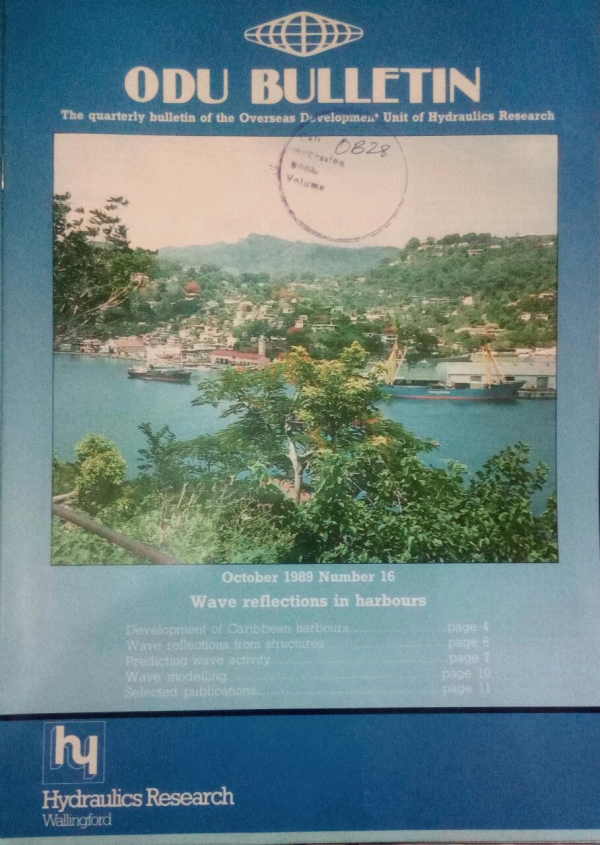 ODU BULLETIN
The quarterly bulletin of the Overseas Development Unit of Hydraulics Research
OB28
Volume
October 1989 Number 16
Wave reflections in harbours
Development of Caribbean harbours page 4
Wave reflections from structures page 6
Predicting wave activity page 7
Wave modelling page 10
Selected publications page 11
hy
Hydraulics Research
Wallingford